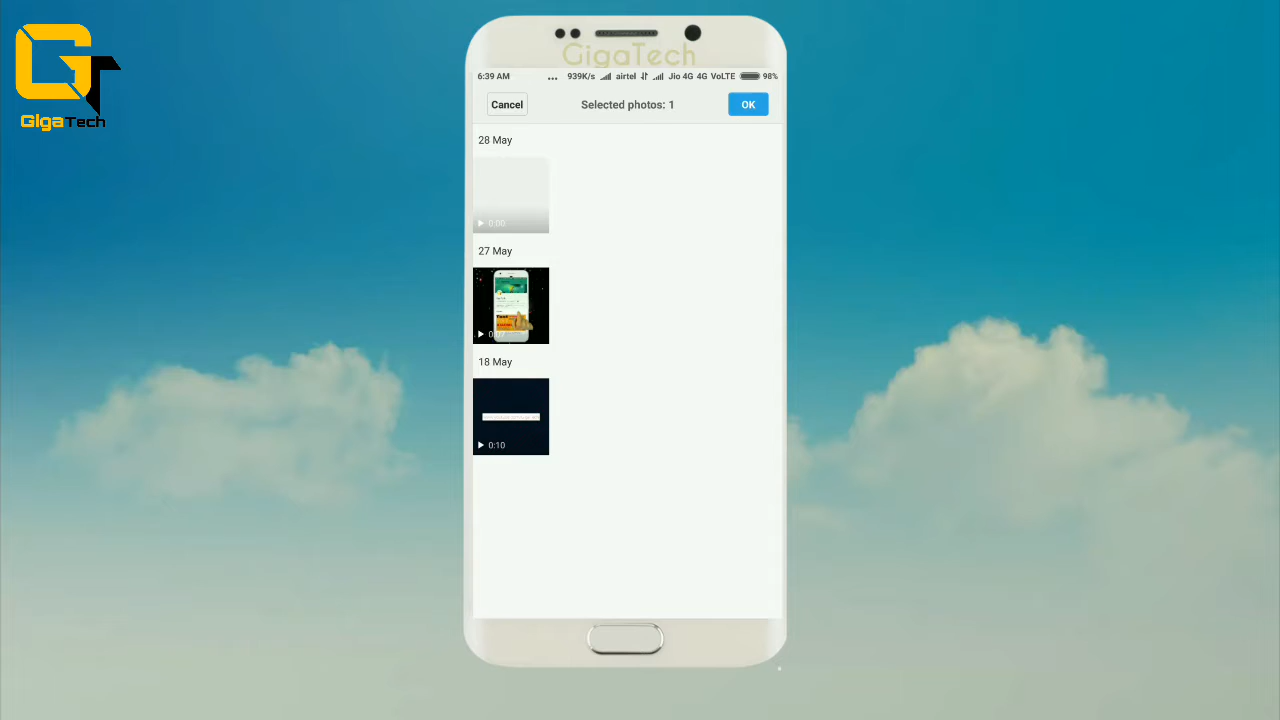 GT
GigaTech
GigaTech
6:39 AM ... 939K/s airtel Jio 4G 4G VoLTE 98%
Cancel Selected photos: 1 OK
28 May
0:00
27 May
18 May
0:10